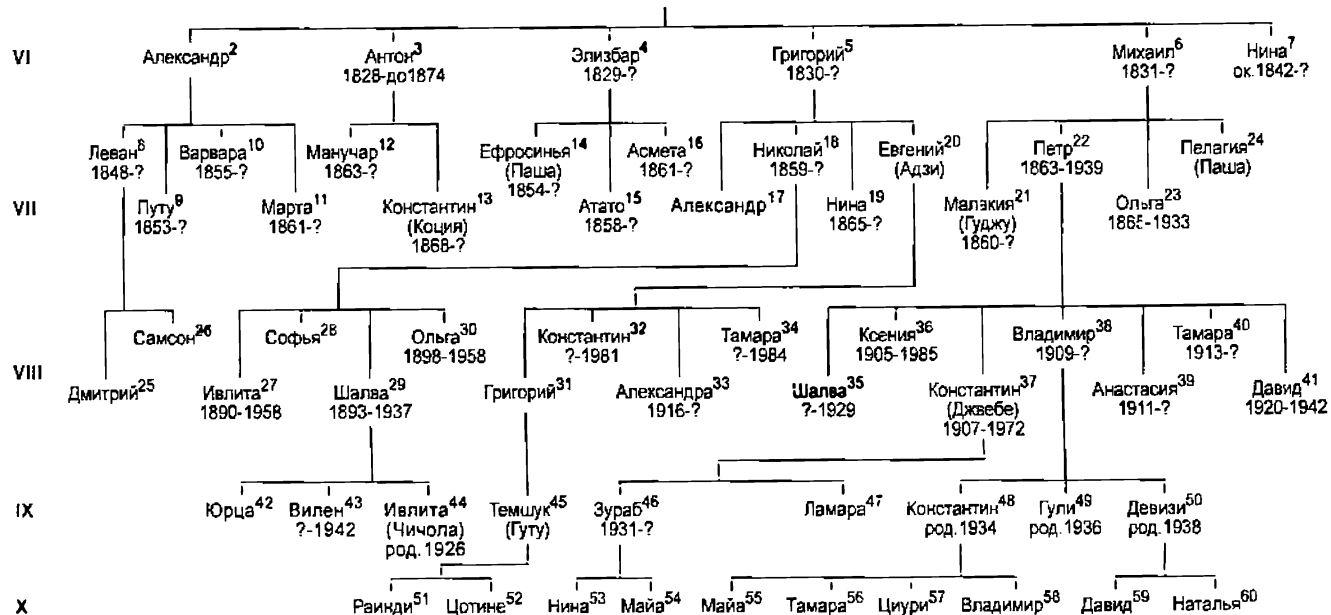 VI
Александр²
Антон³
1828-до1874
Элизбар⁴
1829-?
Григорий⁵
1830-?
Михаил⁶
1831-?
Нина⁷
ок.1842-?
VII
Леван⁸
1848-?
Путу⁹
1853-?
Варвара¹⁰
1855-?
Марта¹¹
1861-?
Манучар¹²
1863-?
Константин¹³
(Коция)
1868-?
Ефросинья¹⁴
(Паша)
1854-?
Атато¹⁵
1858-?
Асмета¹⁶
1861-?
Александр¹⁷
Николай¹⁸
1859-?
Нина¹⁹
1865-?
Евгений²⁰
(Адзи)
Малакия²¹
(Гуджу)
1860-?
Петр²²
1863-1939
Ольга²³
1865-1933
Пелагия²⁴
(Паша)
VIII
Дмитрий²⁵
Самсон²⁶
Ивлита²⁷
1890-1958
Софья²⁸
Шалва²⁹
1893-1937
Ольга³⁰
1898-1958
Григорий³¹
Константин³²
?-1981
Александра³³
1916-?
Тамара³⁴
?-1984
Шалва³⁵
?-1929
Ксения³⁶
1905-1985
Константин³⁷
(Джвебе)
1907-1972
Владимир³⁸
1909-?
Анастасия³⁹
1911-?
Тамара⁴⁰
1913-?
Давид⁴¹
1920-1942
IX
Юрца⁴²
Вилен⁴³
?-1942
Ивлита⁴⁴
(Чичола)
род.1926
Темшук⁴⁵
(Гуту)
Зураб⁴⁶
1931-?
Ламара⁴⁷
Константин⁴⁸
род.1934
Гули⁴⁹
род.1936
Девизи⁵⁰
род.1938
X
Раинди⁵¹
Цотине⁵²
Нина⁵³
Майа⁵⁴
Майа⁵⁵
Тамара⁵⁶
Циури⁵⁷
Владимир⁵⁸
Давид⁵⁹
Наталья⁶⁰